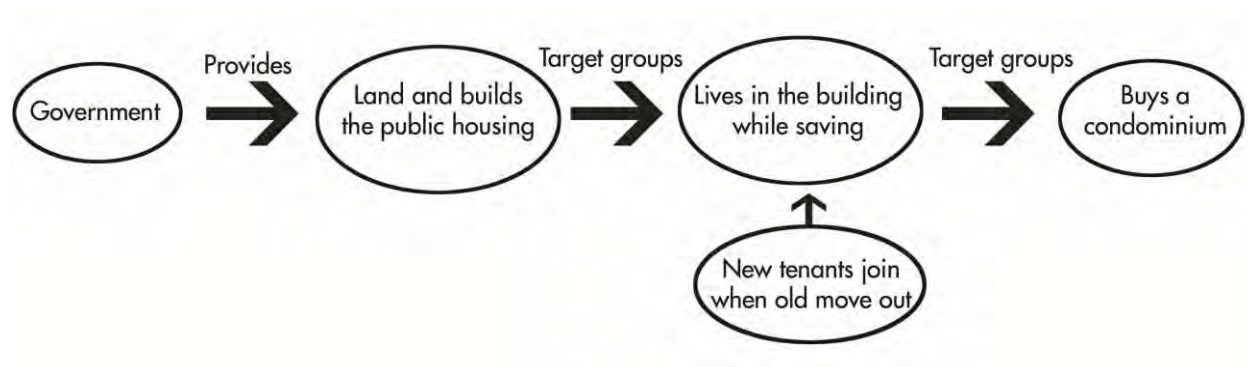 Government
Provides
Land and builds
the public housing
Target groups
Lives in the building
while saving
Target groups
Buys a
condominium
New tenants join
when old move out